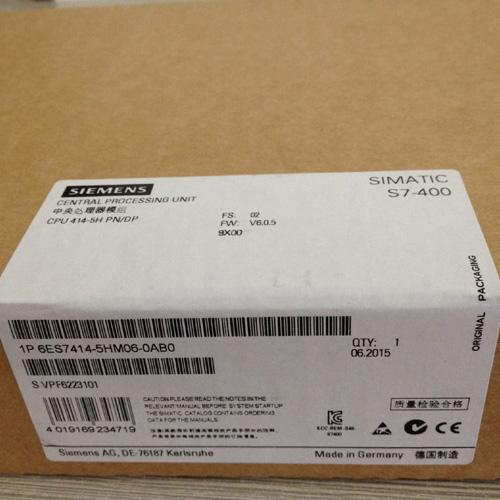 SIEMENS
SIMATIC
S7-400
CENTRAL PROCESSING UNIT
中央处理器模组
CPU 414-5H PN/DP
FS: 02
FW: V6.0.5
9X00
ORIGINAL PACKAGING
1P 6ES7414-5HM06-0AB0
QTY: 1
06.2015
S VPF6223101
CAUTION PLEASE READ THE NOTES IN THE
RELEVANT MANUAL BEFORE SYSTEM STARTUP
THE SIMATIC CATALOG CONTAINS ORDERING
DATA FOR THE MANUALS.
质量检验合格
4 019169 234719
KCC-REM-S49-
S7400
Siemens AG, DE-76187 Karlsruhe
Made in Germany
德国制造